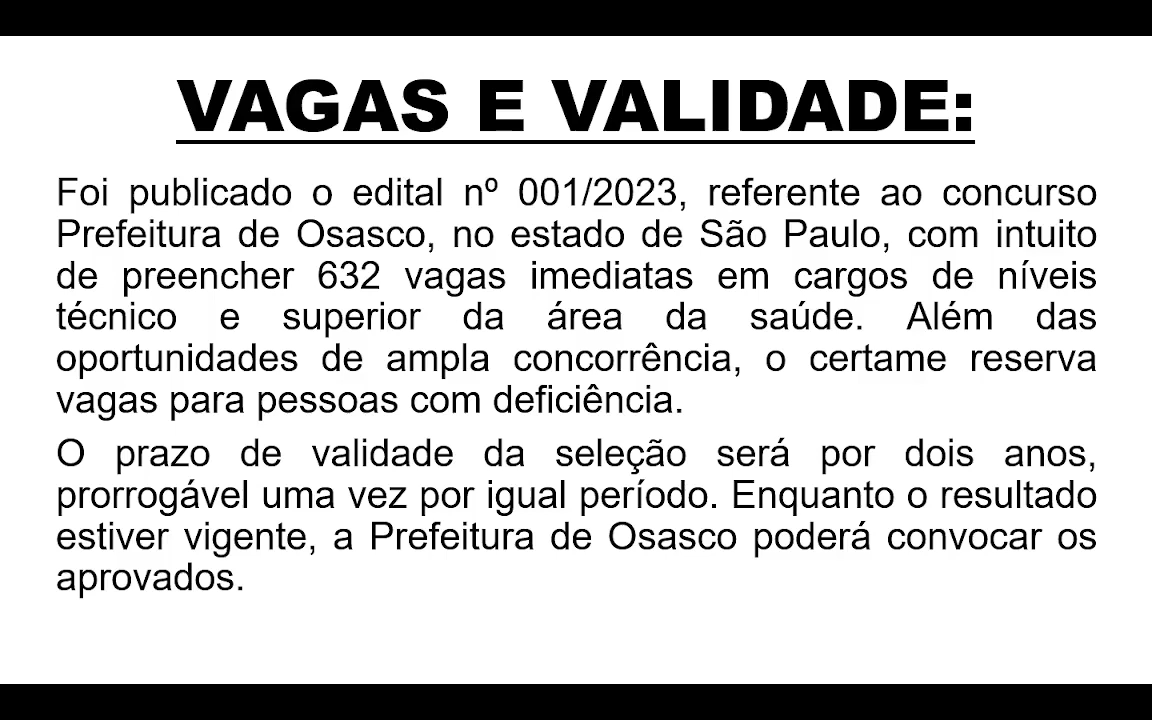 VAGAS E VALIDADE:
Foi publicado o edital nº 001/2023, referente ao concurso
Prefeitura de Osasco, no estado de São Paulo, com intuito
de preencher 632 vagas imediatas em cargos de níveis
técnico e superior da área da saúde. Além das
oportunidades de ampla concorrência, o certame reserva
vagas para pessoas com deficiência.
O prazo de validade da seleção será por dois anos,
prorrogável uma vez por igual período. Enquanto o resultado
estiver vigente, a Prefeitura de Osasco poderá convocar os
aprovados.